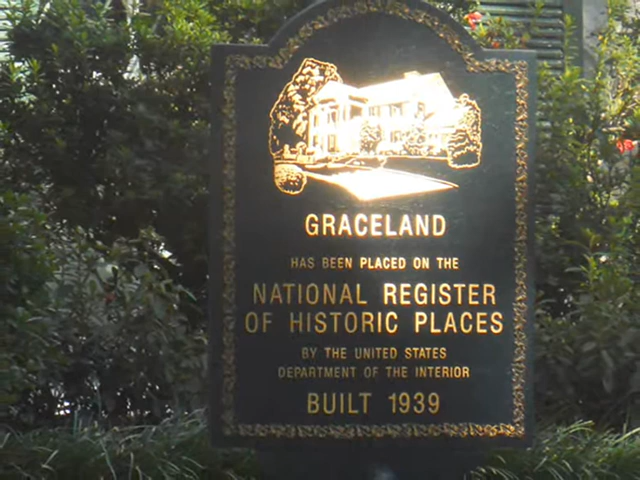 GRACELAND
HAS BEEN PLACED ON THE
NATIONAL REGISTER
OF HISTORIC PLACES
BY THE UNITED STATES
DEPARTMENT OF THE INTERIOR
BUILT 1939